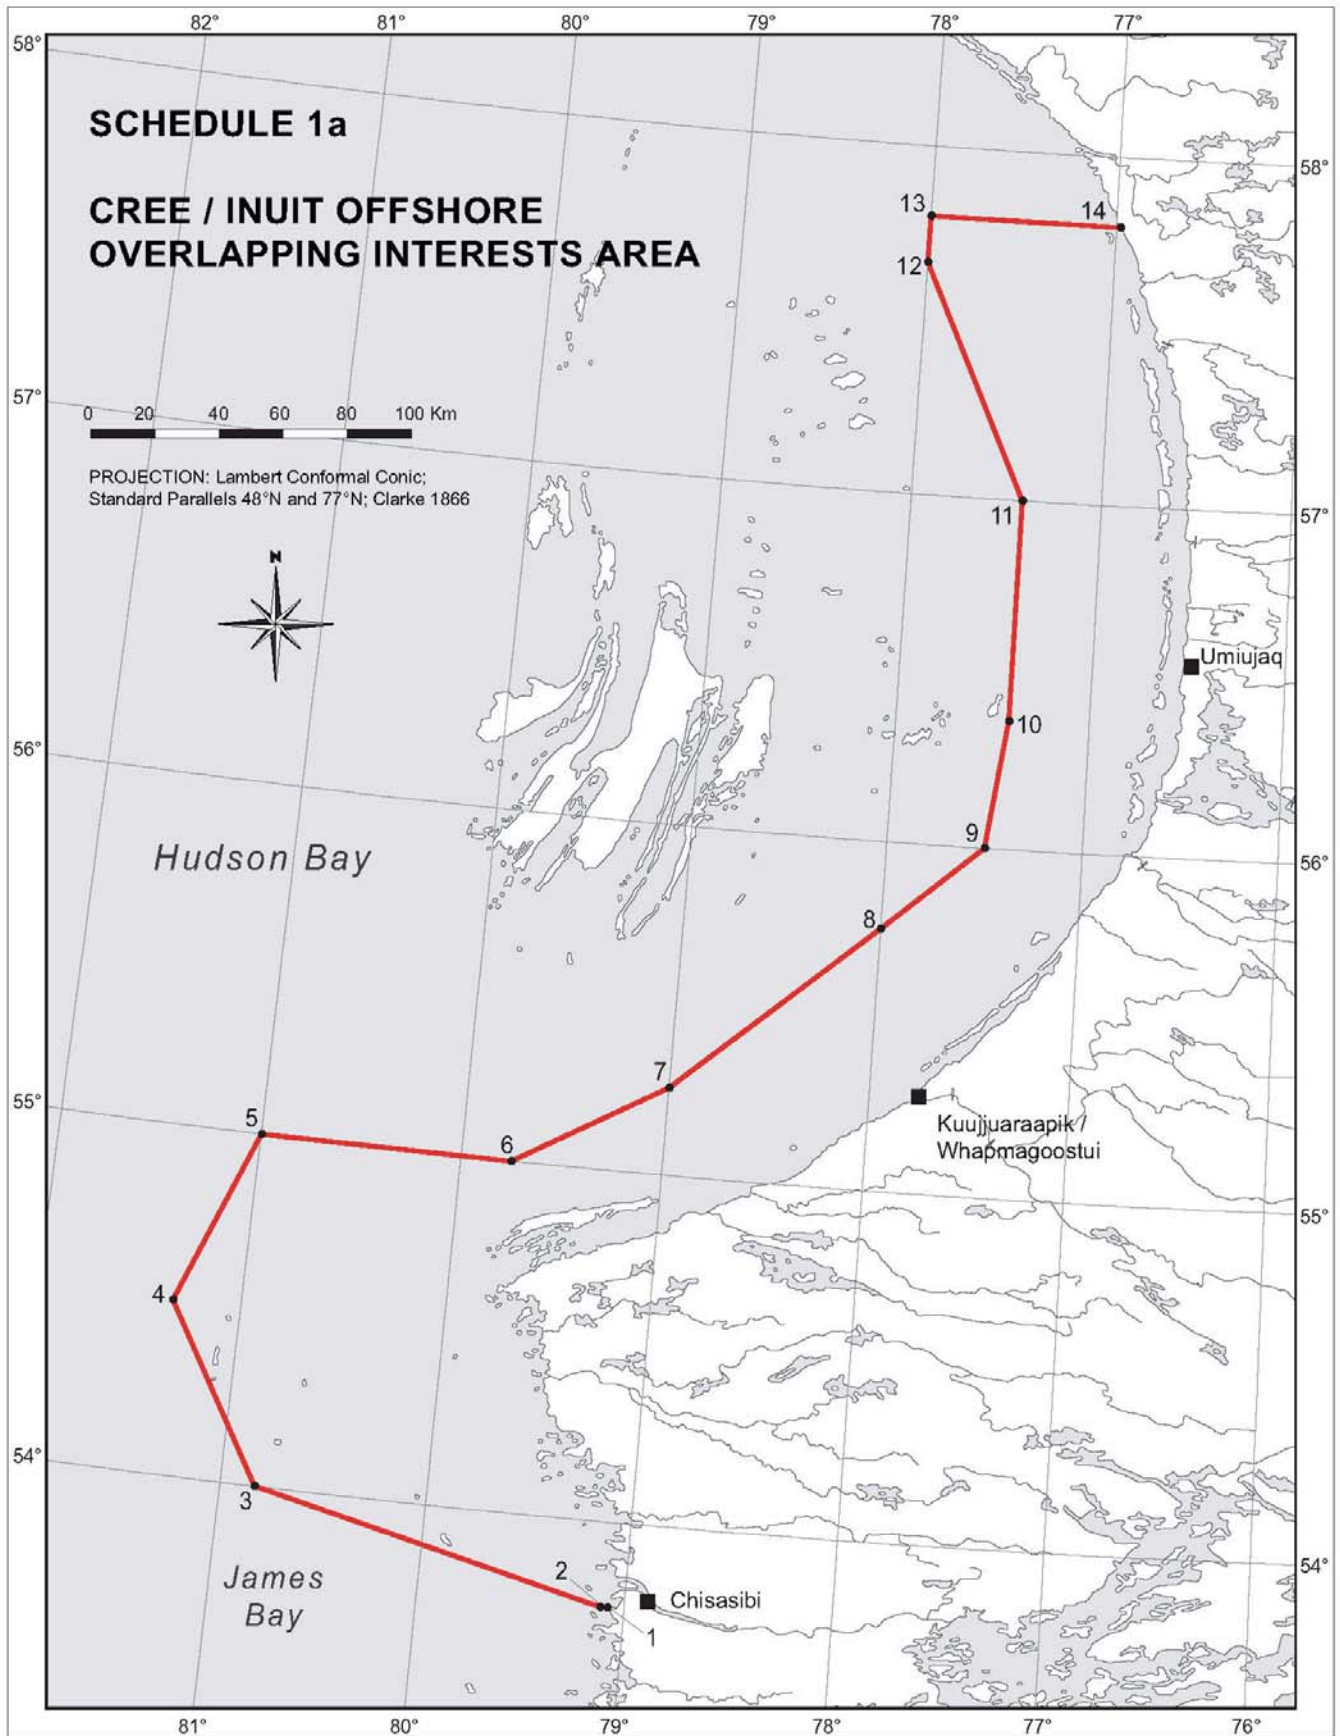 82° 81° 80° 79° 78° 77°
58°
SCHEDULE 1a
58°
CREE / INUIT OFFSHORE
OVERLAPPING INTERESTS AREA
13
14
12
57°
0 20 40 60 80 100 Km
PROJECTION: Lambert Conformal Conic;
Standard Parallels 48°N and 77°N; Clarke 1866
11
57°
N
Umiujaq
10
56°
9
Hudson Bay
56°
8
7
Kuujjuaraapik /
Whapmagoostui
55°
5
6
55°
4
54°
3
54°
2
James
Bay
Chisasibi
1
81° 80° 79° 78° 77° 76°